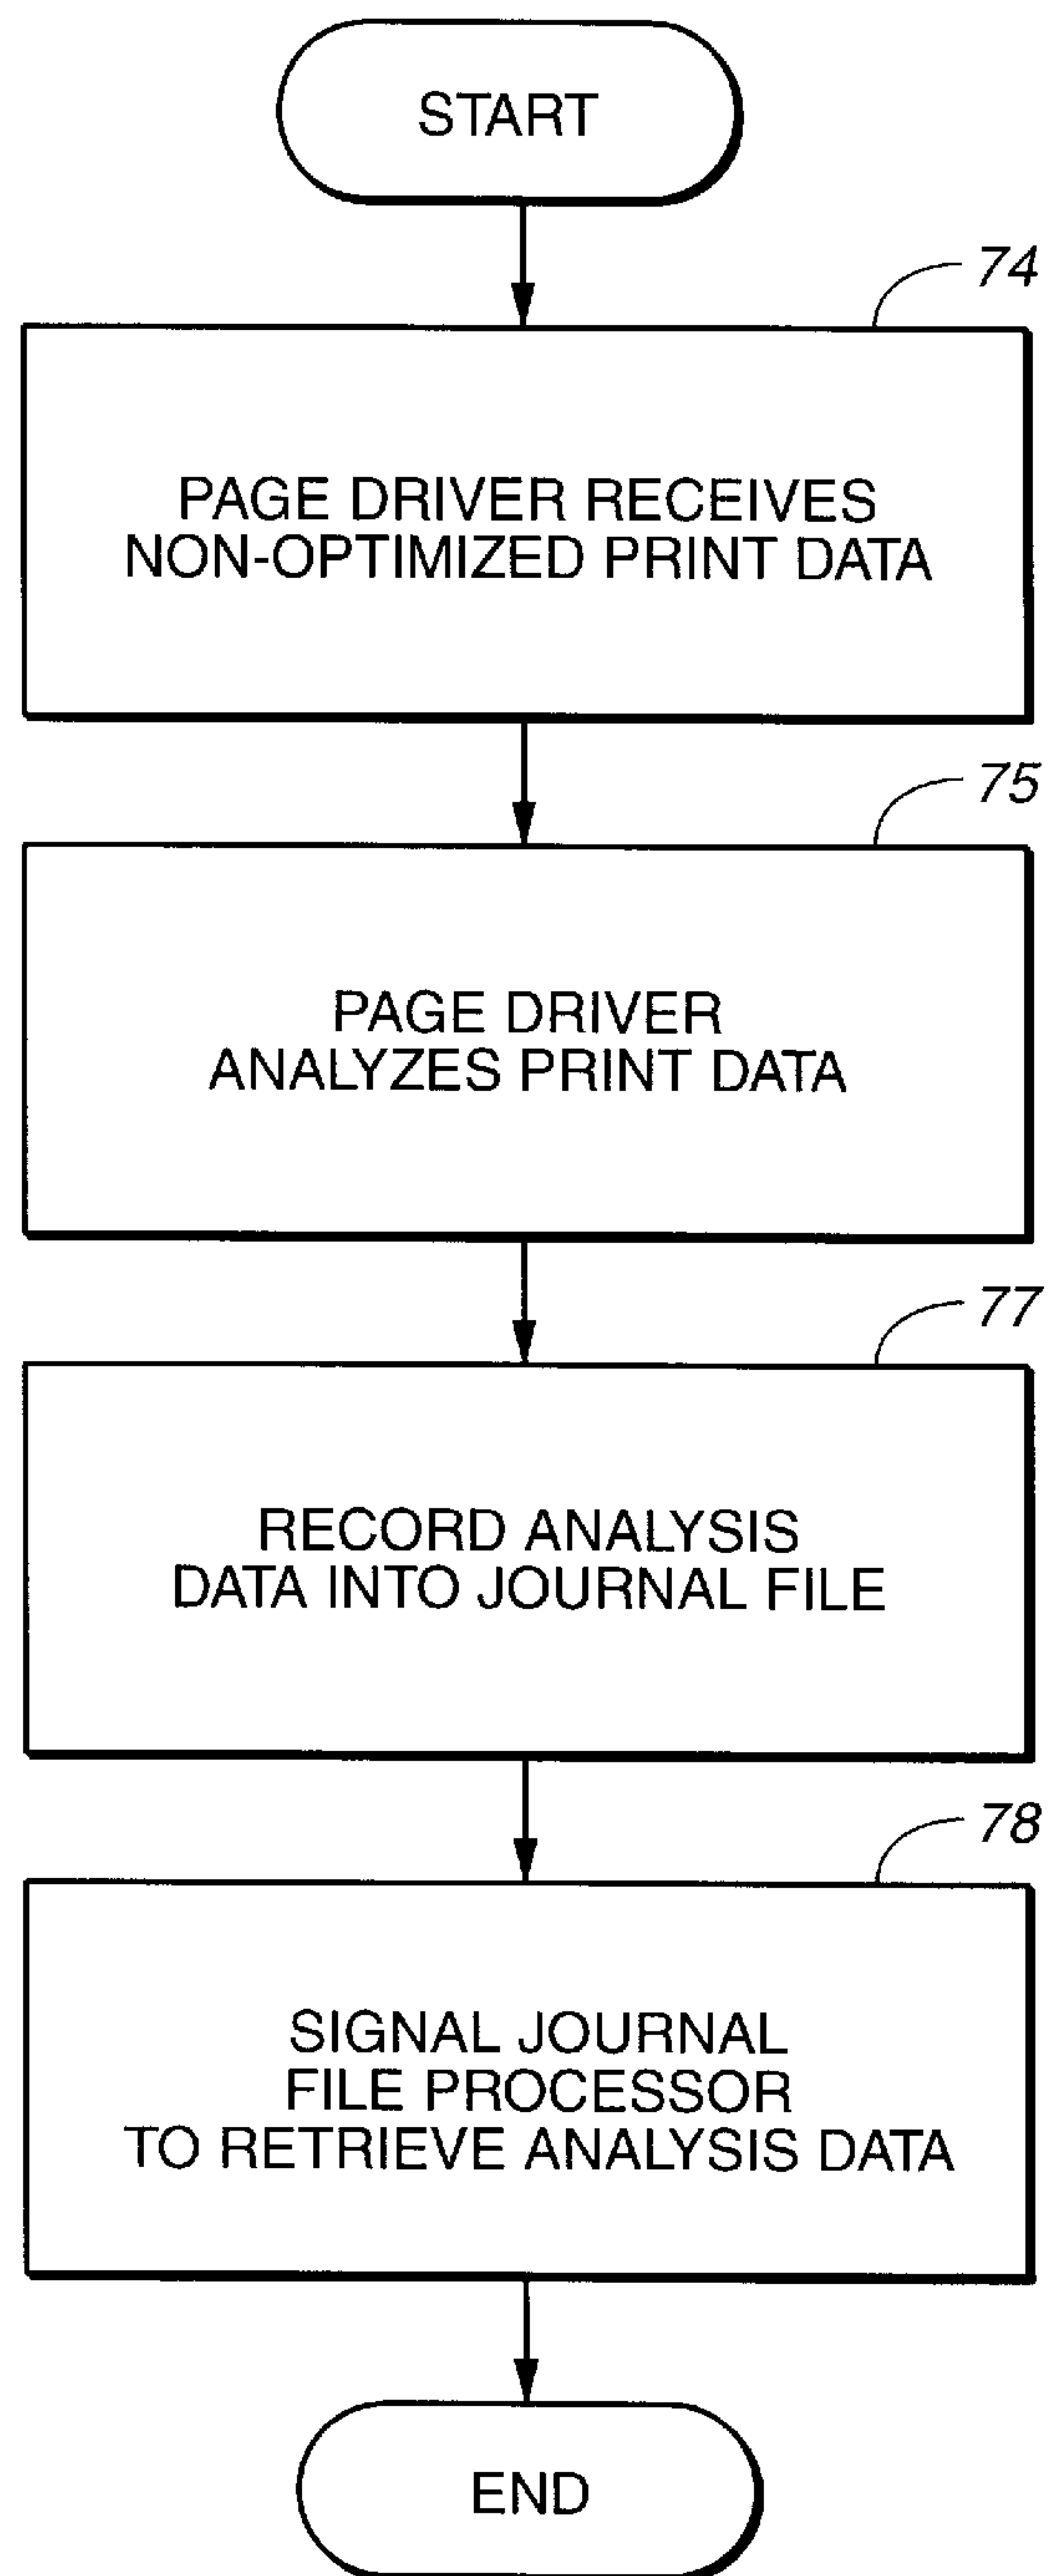 START
74
PAGE DRIVER RECEIVES
NON-OPTIMIZED PRINT DATA
75
PAGE DRIVER
ANALYZES PRINT DATA
77
RECORD ANALYSIS
DATA INTO JOURNAL FILE
78
SIGNAL JOURNAL
FILE PROCESSOR
TO RETRIEVE ANALYSIS DATA
END